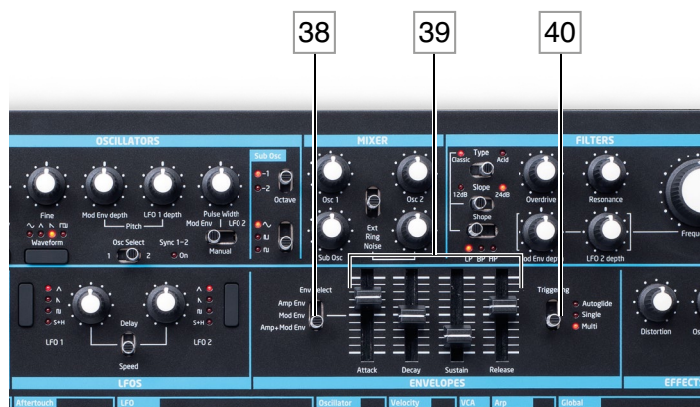 38 39 40
OSCILLATORS MIXER FILTERS
Sub Osc
-1
-2
Octave
Fine Mod Env depth LFO 1 depth
Pitch
Pulse Width
Mod Env LFO 2
Manual
Waveform
Osc Select
1 2
Sync 1-2
On
Osc 1 Osc 2
Ext
Ring
Noise
Sub Osc
Type
Classic Acid
Slope
12dB 24dB
Shape
LP BP HP
Overdrive Resonance
Mod Env depth LFO 2 depth
Frequ
S+H
LFO 1
Delay
Speed
S+H
LFO 2
Env Select
Amp Env
Mod Env
Amp+Mod Env
Attack Decay Sustain Release
Triggering
Autoglide
Single
Multi
Distortion Os
LFOS ENVELOPES EFFECTS
Aftertouch LFO Oscillator Velocity VCA Arp Global